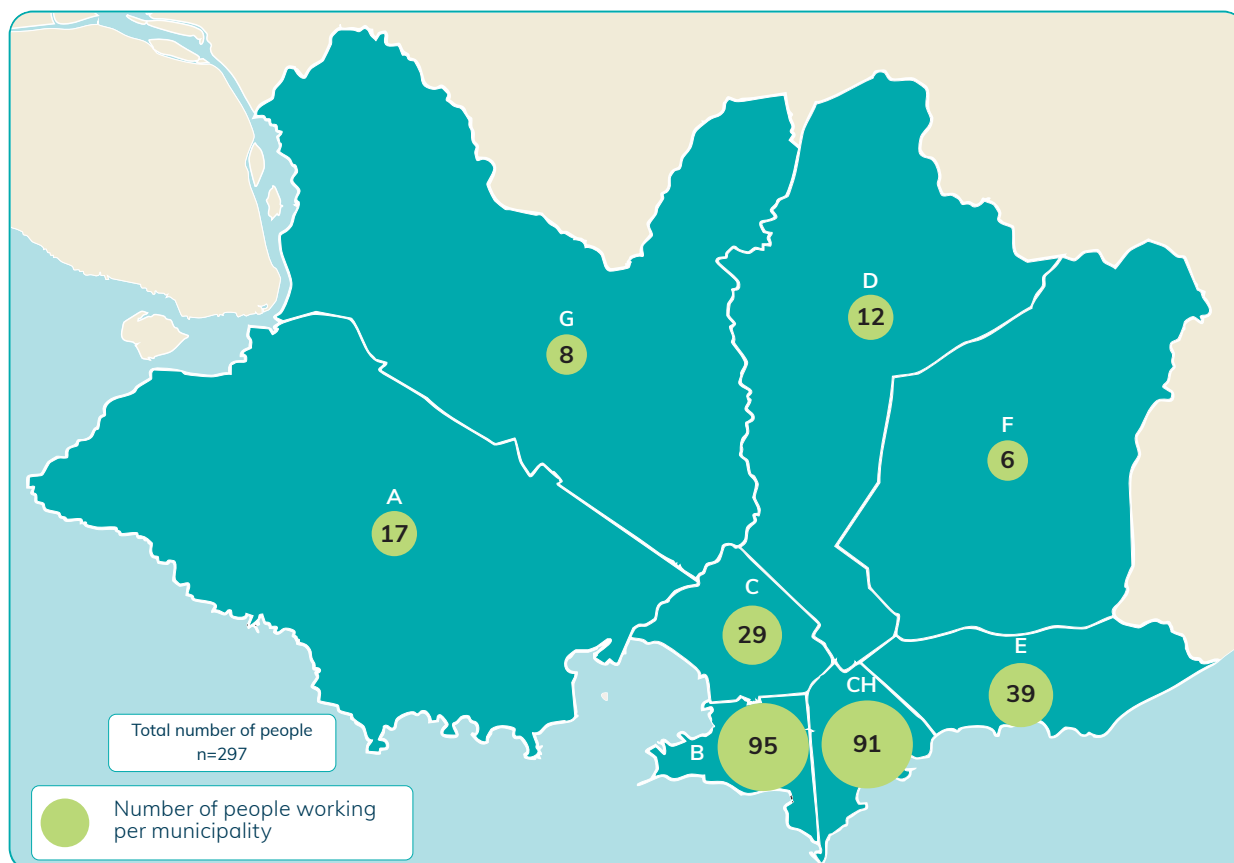 D
12
G
8
F
6
A
17
C
29
E
39
CH
91
B
95
Total number of people
n=297
Number of people working
per municipality